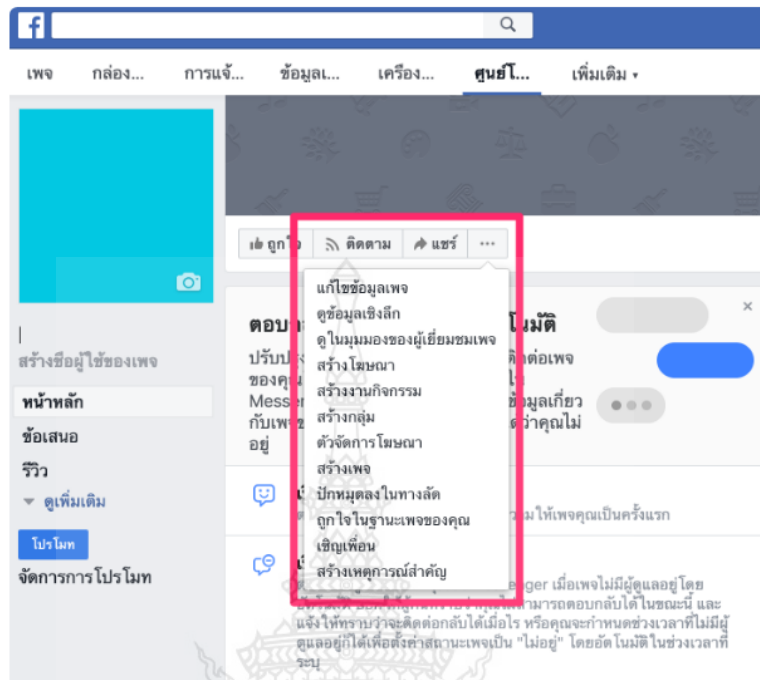 f
เพจ กล่อง... การแจ้... ข้อมูลเ... เครือง... ศูนย์โ... เพิ่มเติม
ถูกใจ ติดตาม แชร์ ...
แก้ไขข้อมูลเพจ
ดูข้อมูลเชิงลึก
ดูในมุมมองของผู้เยี่ยมชมเพจ
สร้างโฆษณา
สร้างงานกิจกรรม
สร้างกลุ่ม
ตัวจัดการโฆษณา
สร้างเพจ
ปักหมุดลงในทางลัด
ถูกใจในฐานะเพจของคุณ
เชิญเพื่อน
สร้างเหตุการณ์สำคัญ
สร้างชื่อผู้ใช้ของเพจ
หน้าหลัก
ข้อเสนอ
รีวิว
ดูเพิ่มเติม
โปรโมท
จัดการการโปรโมท
ตอบก โนมัติ
ปรับปรุง ติดต่อเพจ
ของคุณ
Messen ข้อมูลเกี่ยว
กับเพจข ว่าคุณไม่
อยู่
ให้เพจคุณเป็นครั้งแรก
nger เมื่อเพจไม่มีผู้ดูแลอยู่โดย
สามารถตอบกลับได้ในขณะนี้ และ
แจ้งให้ทราบว่าจะติดต่อกลับได้เมื่อไร หรือคุณจะกำหนดช่วงเวลาที่ไม่มีผู้
ดูแลอยู่ก็ได้เพื่อตั้งค่าสถานะเพจเป็น "ไม่อยู่" โดยอัตโนมัติในช่วงเวลาที่
ระบุ